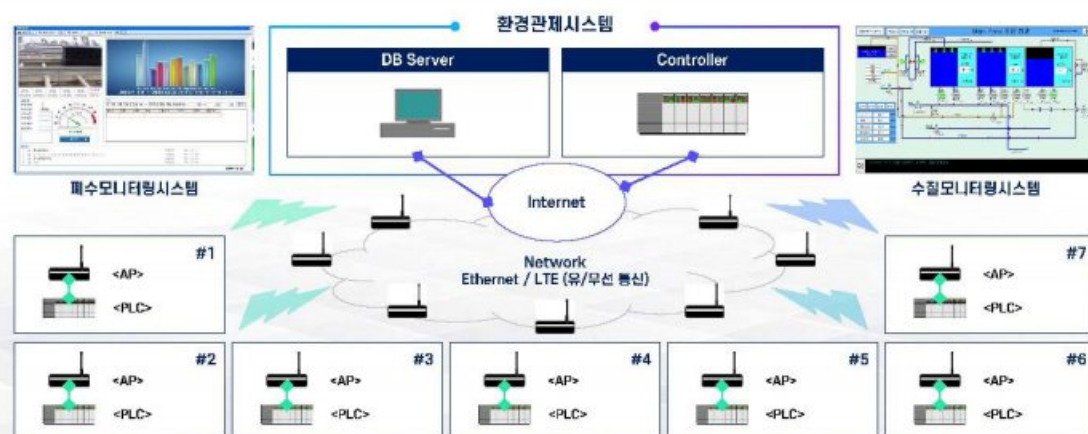 환경관제시스템
DB Server
Controller
폐수모니터링시스템
Internet
수질모니터링시스템
Network
Ethernet / LTE (유/무선 통신)
#1
<AP>
<PLC>
#7
<AP>
<PLC>
#2
<AP>
<PLC>
#3
<AP>
<PLC>
#4
<AP>
<PLC>
#5
<AP>
<PLC>
#6
<AP>
<PLC>